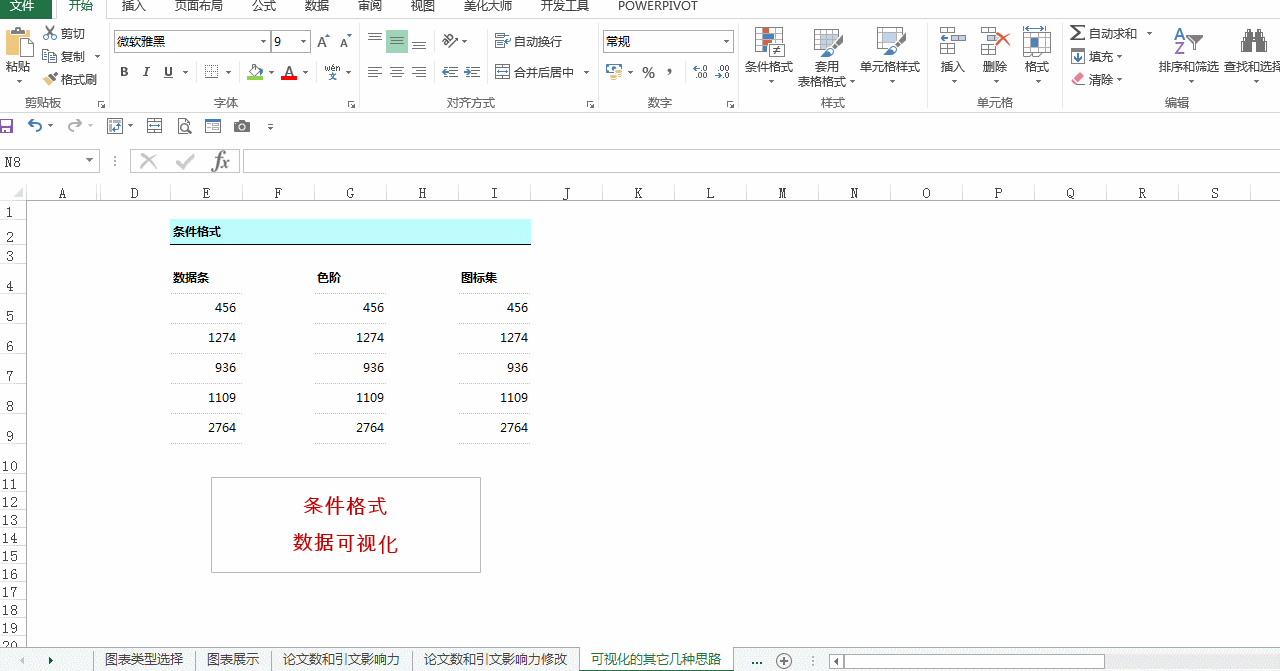 文件 开始 插入 页面布局 公式 数据 审阅 视图 美化大师 开发工具 POWERPIVOT
粘贴 剪切 复制 格式刷 剪贴板
微软雅黑 9 B I U wén 文 字体
自动换行 合并后居中 对齐方式
常规 % 数字
条件格式 套用 表格格式 单元格样式 样式
插入 删除 格式 单元格
自动求和 填充 清除 排序和筛选 查找和选择 编辑
N8 fx
A D E F G H I J K L M N O P Q R S
1
2 条件格式
3
4 数据条 色阶 图标集
5 456 456 456
6 1274 1274 1274
7 936 936 936
8 1109 1109 1109
9 2764 2764 2764
10
11
12 条件格式
13
14 数据可视化
15
16
17
18
19
20
图表类型选择 图表展示 论文数和引文影响力 论文数和引文影响力修改 可视化的其它几种思路 ...